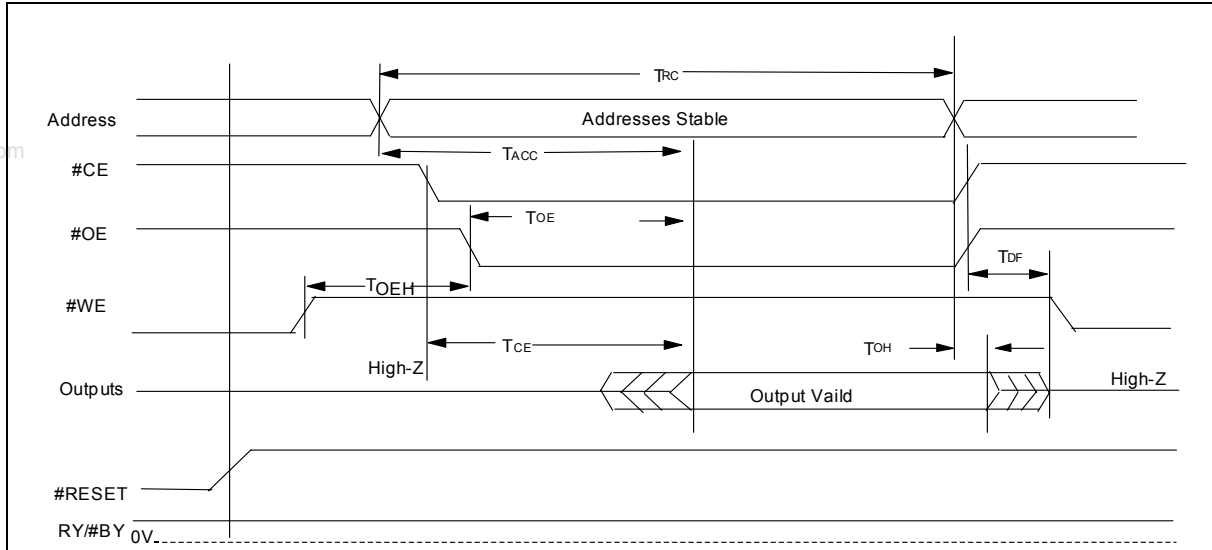 TRC
Address
Addresses Stable
om
TACC
#CE
TOE
#OE
TDF
TOEH
#WE
TCE
TOH
High-Z
High-Z
Outputs
Output Vaild
#RESET
RY/#BY
0V